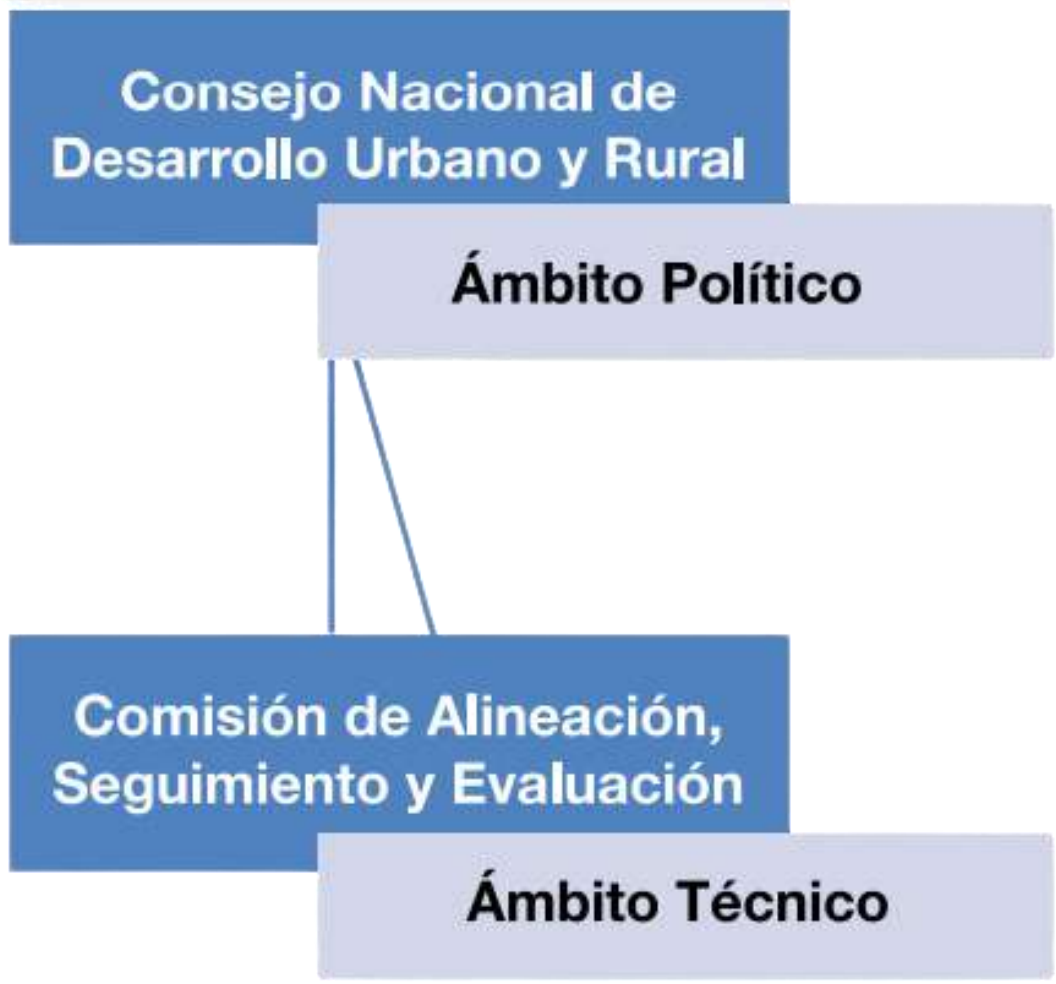 Consejo Nacional de
Desarrollo Urbano y Rural
Ámbito Político
Comisión de Alineación,
Seguimiento y Evaluación
Ámbito Técnico